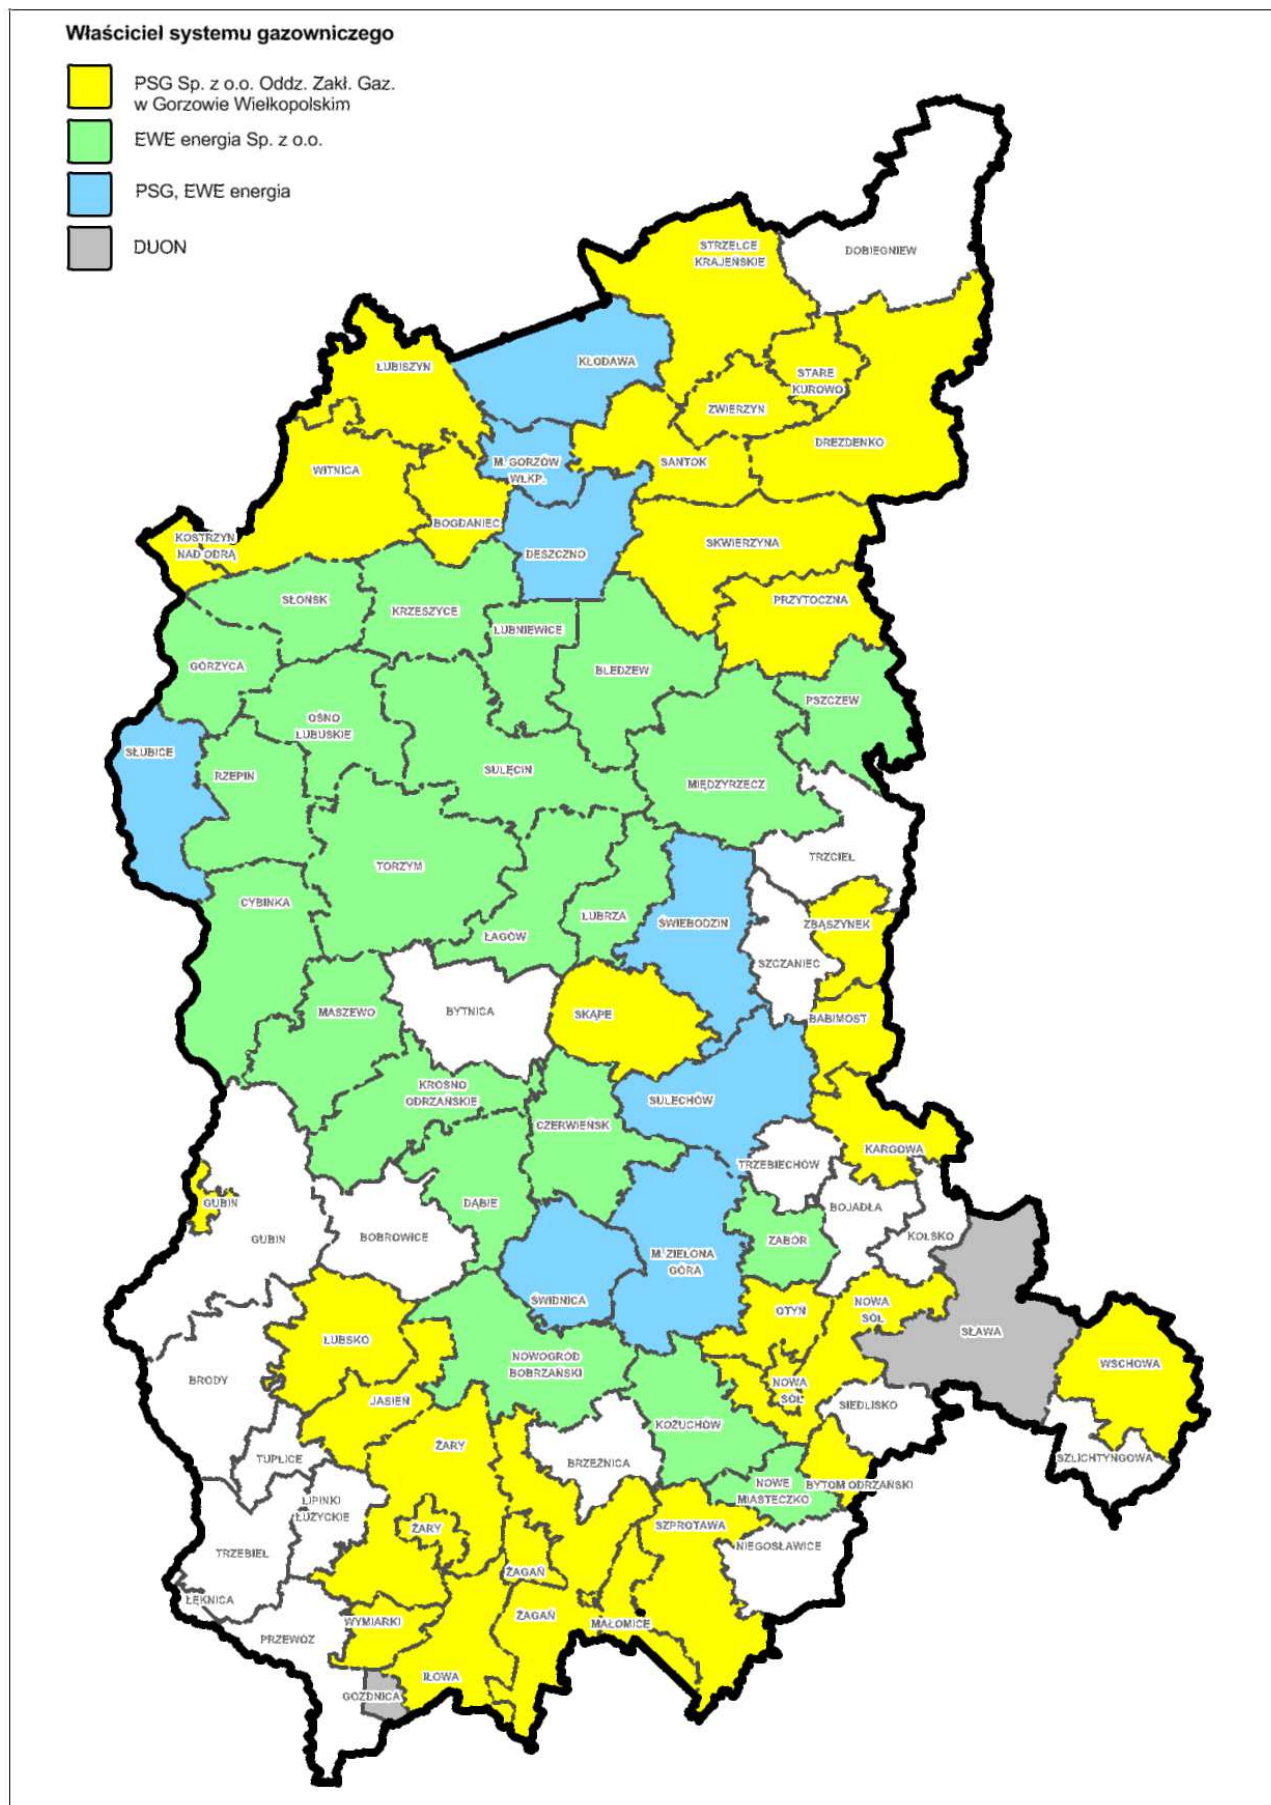 Właściciel systemu gazowniczego
PSG Sp. z o.o. Oddz. Zakł. Gaz.
w Gorzowie Wielkopolskim
EWE energia Sp. z o.o.
PSG, EWE energia
DUON
STRZELCE
KRAJEŃSKIE
DOBIEGNIEW
KŁODAWA
LUBISZYN
STARE
KUROWO
ZWIERZYN
DREZDENKO
WITNICA
M. GORZÓW
WLKP.
SANTOK
BOGDANIEC
KOSTRZYN
NAD ODRĄ
DESZCZNO
SKWIERZYNA
SŁOŃSK
KRZESZYCE
PRZYTOCZNA
LUBNIEWICE
GÓRZYCA
BLEDZEW
PSZCZEW
OŚNO
LUBUSKIE
SŁUBICE
RZEPIN
SULĘCIN
MIĘDZYRZECZ
TORZYM
TRZCIEL
CYBINKA
LUBRZA
ŚWIEBODZIN
ZBĄSZYNEK
ŁAGÓW
SZCZANIEC
MASZEWO
BYTNICA
SKĄPE
BABIMOST
KROSNO
ODRZAŃSKIE
SULECHÓW
CZERWIEŃSK
KARGOWA
TRZEBIECHÓW
GUBIN
DĄBIE
BOJADŁA
KOLSKO
GUBIN
BOBROWICE
ZABÓR
M. ZIELONA
GÓRA
ŚWIDNICA
OTYŃ
NOWA
SÓL
SŁAWA
LUBSKO
NOWOGRÓD
BOBRZAŃSKI
WSCHOWA
BRODY
NOWA
SÓL
JASIEŃ
SIEDLISKO
KOŻUCHÓW
ŻARY
TUPLICE
BRZEŹNICA
SZLICHTYNGOWA
NOWE
MIASTECZKO
BYTOM ODRZAŃSKI
LIPINKI
ŁUŻYCKIE
ŻARY
SZPROTAWA
NIEGOSŁAWICE
TRZEBIEL
ŻAGAŃ
ŁĘKNICA
ŻAGAŃ
WYMIARKI
MAŁOMICE
PRZEWÓZ
IŁOWA
GOZDNICA